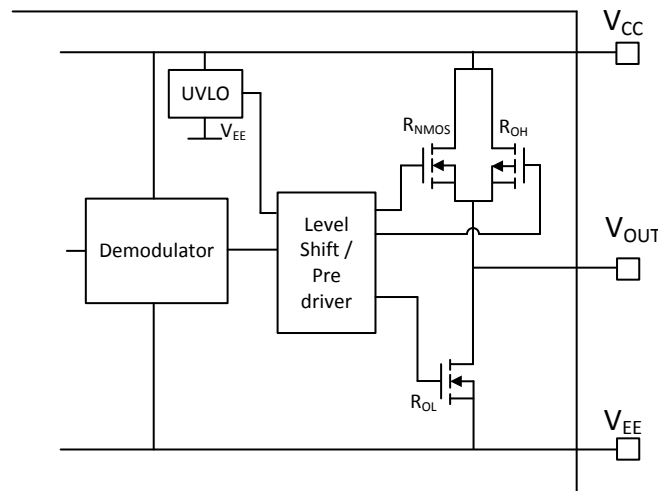 V_CC
UVLO
V_EE
R_NMOS
R_OH
Demodulator
Level
Shift /
Pre
driver
V_OUT
R_OL
V_EE